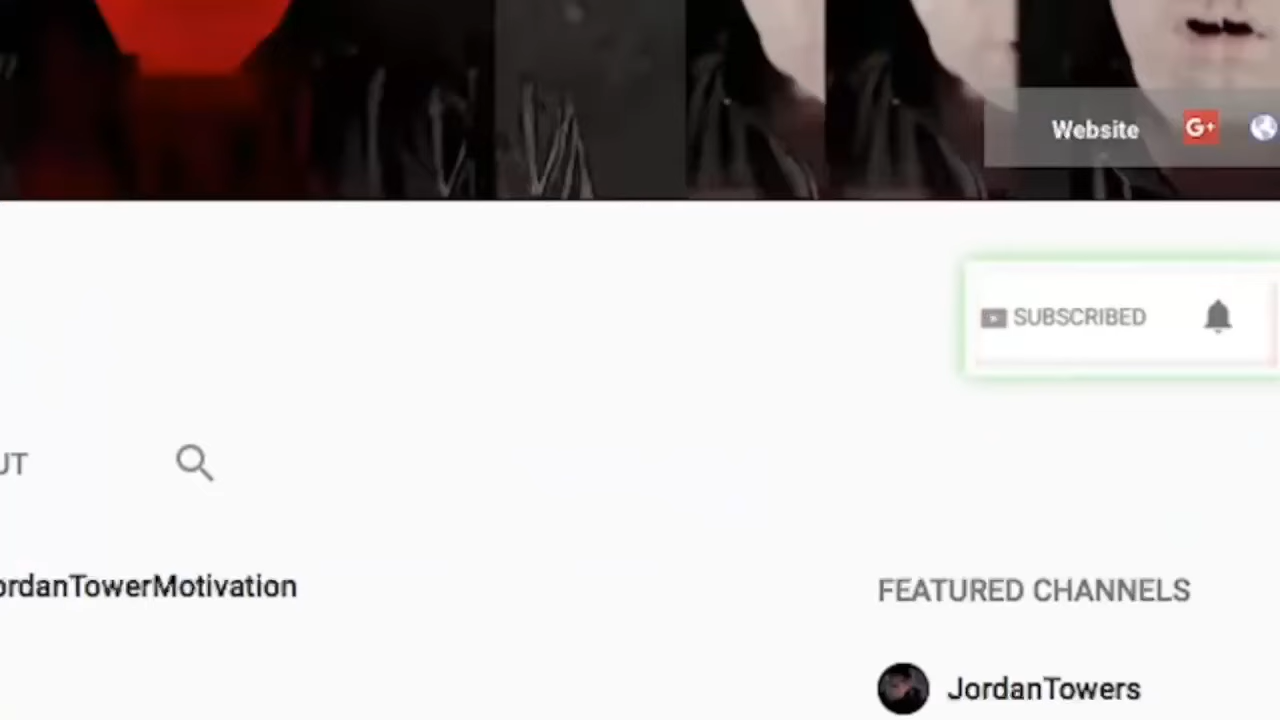 Website G+
SUBSCRIBED
UT
ordanTowerMotivation
FEATURED CHANNELS
JordanTowers